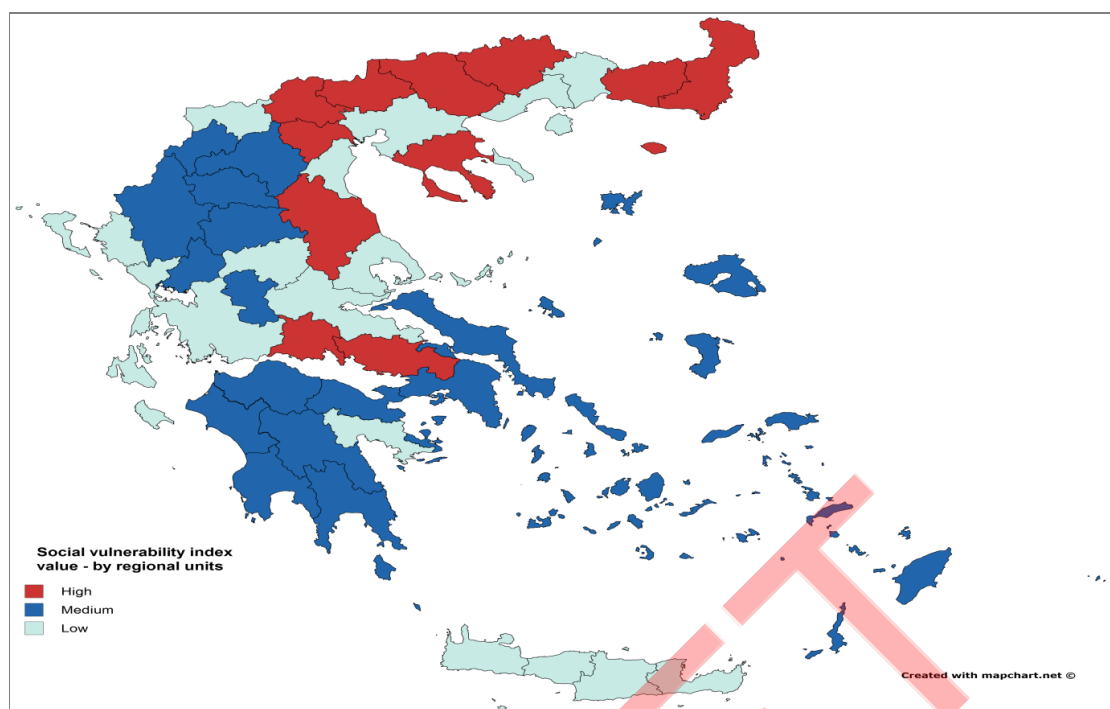 Social vulnerability index
value - by regional units
High
Medium
Low
Created with mapchart.net ©